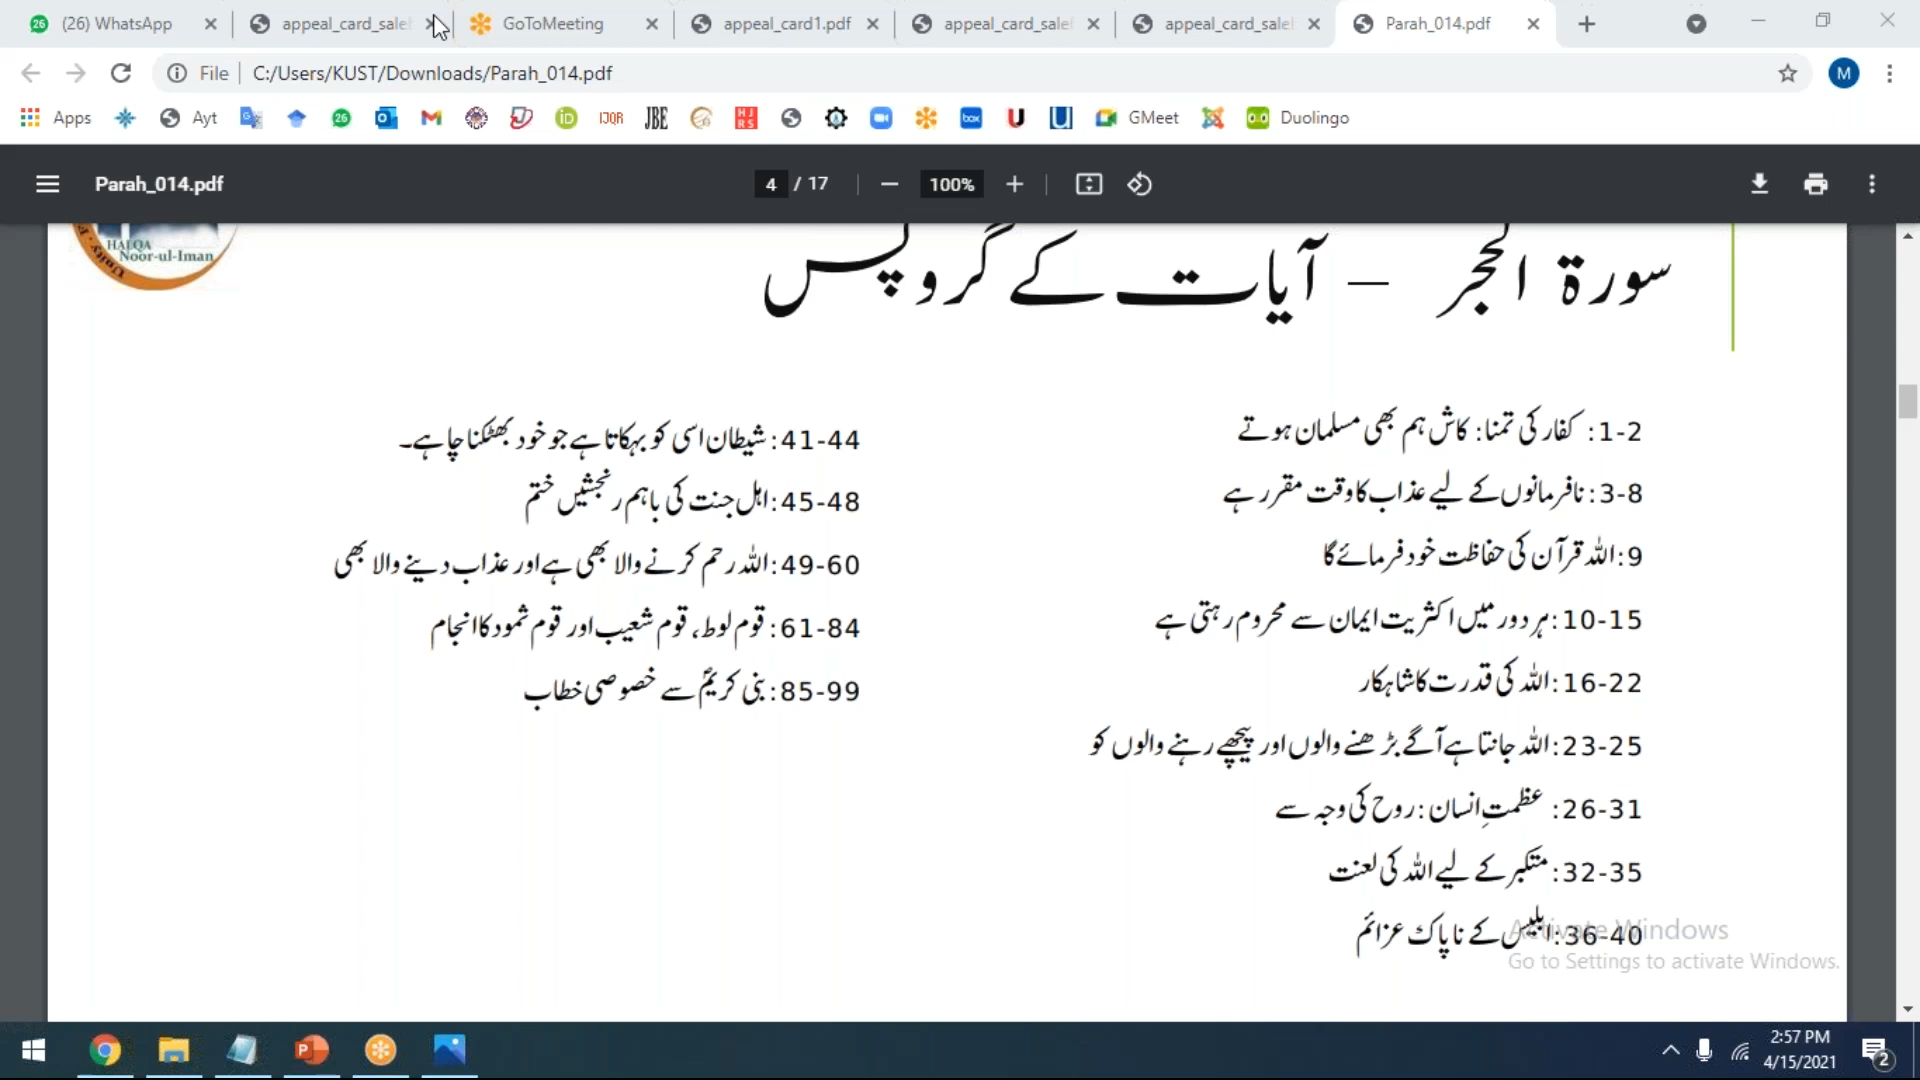 (26) WhatsApp
appeal_card_sale
GoToMeeting
appeal_card1.pdf
appeal_card_sale
appeal_card_sale
Parah_014.pdf
File
C:/Users/KUST/Downloads/Parah_014.pdf
M
Apps
Ayt
26
iD
IJQR
JBE
HJRS
box
GMeet
Duolingo
Parah_014.pdf
4 / 17
100%
HALQA
Noor-ul-Iman
سورۃ الحجر – آیات کے گروپس
1-2: کفار کی تمنا: کاش ہم بھی مسلمان ہوتے
3-8: نافرمانوں کے لیے عذاب کا وقت مقرر ہے
9: اللہ قرآن کی حفاظت خود فرمائے گا
10-15: ہر دور میں اکثریت ایمان سے محروم رہتی ہے
16-22: اللہ کی قدرت کا شاہکار
23-25: اللہ جانتا ہے آگے بڑھنے والوں اور پیچھے رہنے والوں کو
26-31: عظمتِ انسان: روح کی وجہ سے
32-35: متکبر کے لیے اللہ کی لعنت
36-40: ابلیس کے ناپاک عزائم
41-44: شیطان اسی کو بہکاتا ہے جو خود بھٹکنا چاہے۔
45-48: اہل جنت کی باہم رنجشیں ختم
49-60: اللہ رحم کرنے والا بھی ہے اور عذاب دینے والا بھی
61-84: قوم لوط، قوم شعیب اور قوم ثمود کا انجام
85-99: نبی کریمؐ سے خصوصی خطاب
Activate Windows
Go to Settings to activate Windows.
2:57 PM
4/15/2021
2